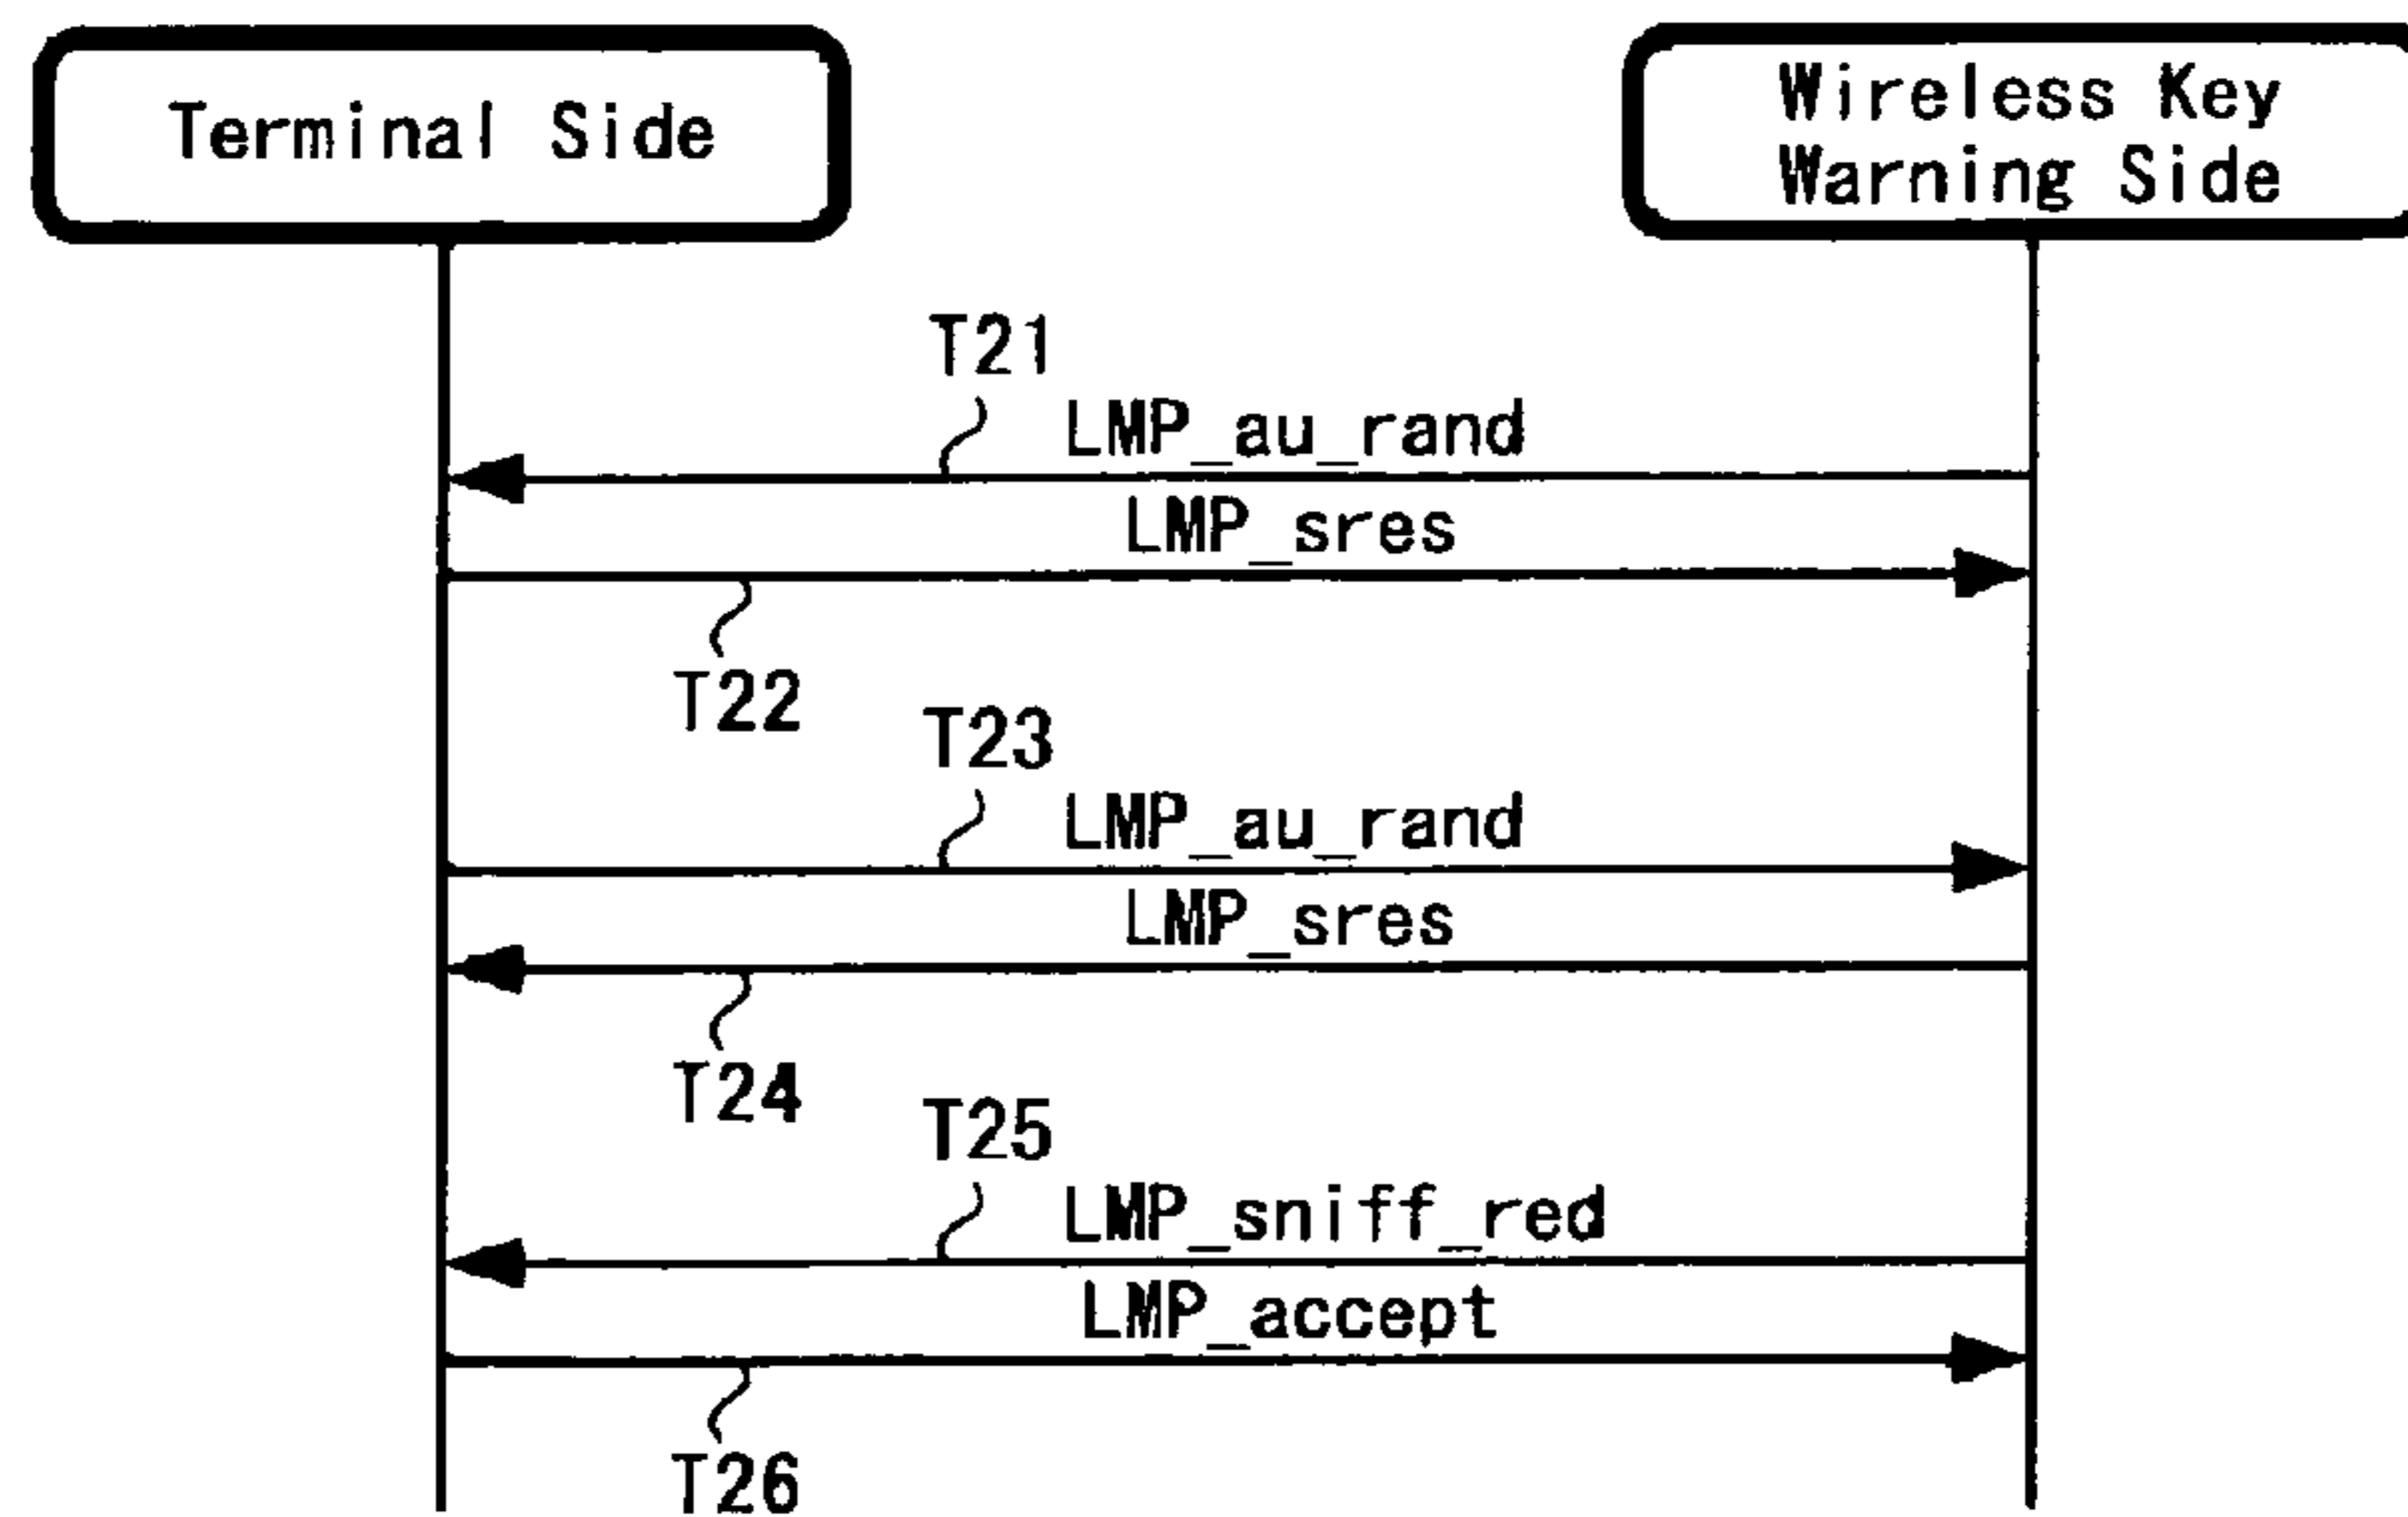 Terminal Side
Wireless Key
Warning Side
T21
LMP_au_rand
LMP_sres
T22
T23
LMP_au_rand
LMP_sres
T24
T25
LMP_sniff_red
LMP_accept
T26